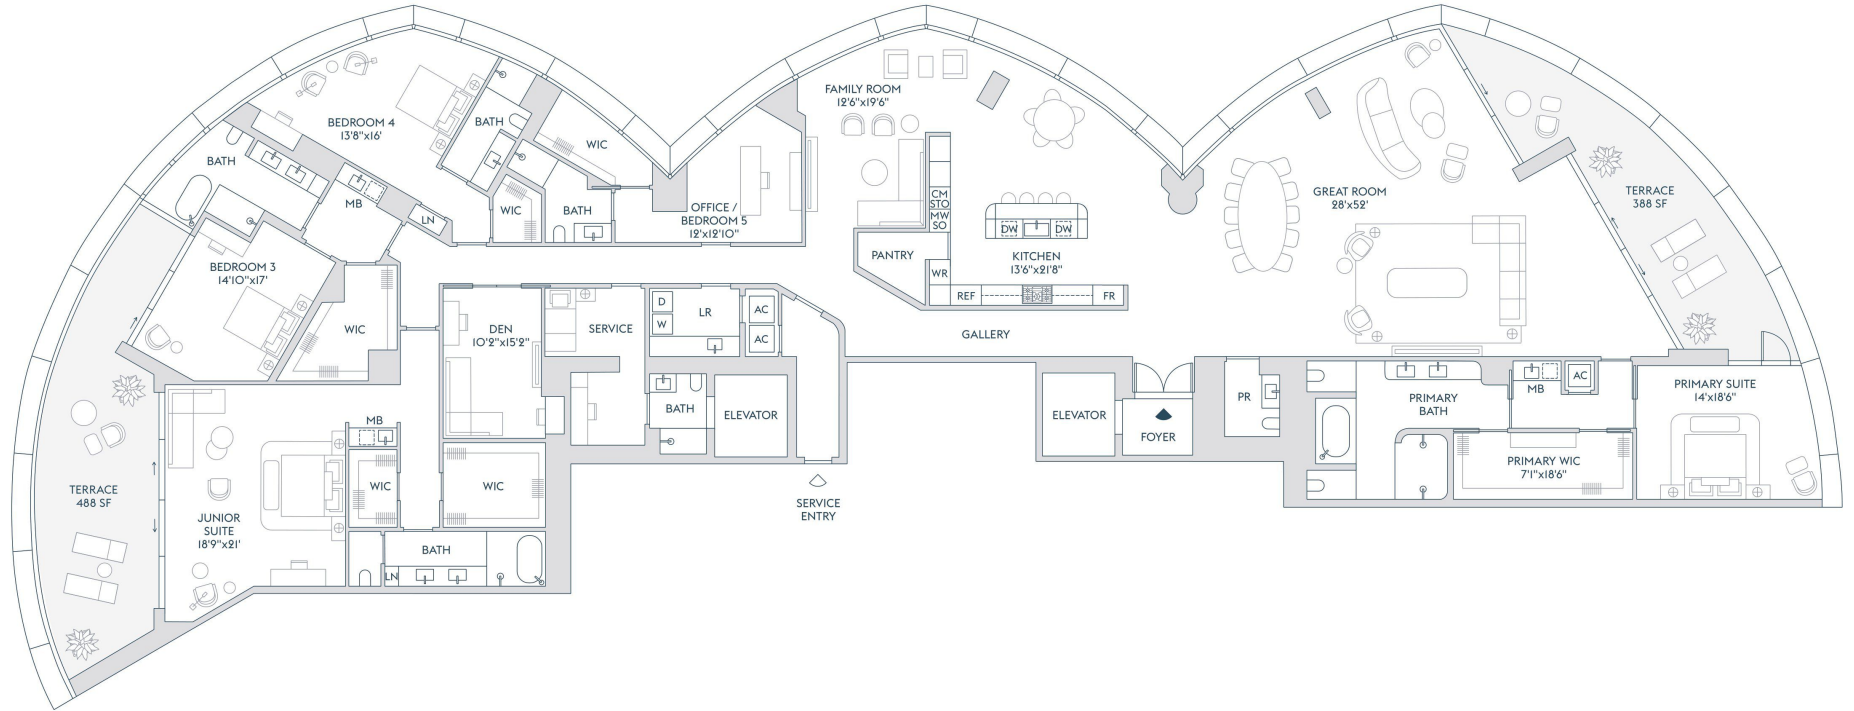 BEDROOM 4
13'8"x16'
BATH
BATH
WIC
MB
LN
WIC
BATH
OFFICE /
BEDROOM 5
12'x12'10"
FAMILY ROOM
12'6"x19'6"
CM
STO
MW
SO
DW
DW
PANTRY
WR
KITCHEN
13'6"x21'8"
REF
FR
GREAT ROOM
28'x52'
TERRACE
388 SF
BEDROOM 3
14'10"x17'
WIC
DEN
10'2"x15'2"
SERVICE
D
W
LR
AC
AC
GALLERY
TERRACE
488 SF
JUNIOR
SUITE
18'9"x21'
MB
WIC
WIC
BATH
LN
BATH
ELEVATOR
SERVICE
ENTRY
ELEVATOR
FOYER
PR
PRIMARY
BATH
MB
AC
PRIMARY WIC
7'1"x18'6"
PRIMARY SUITE
14'x18'6"